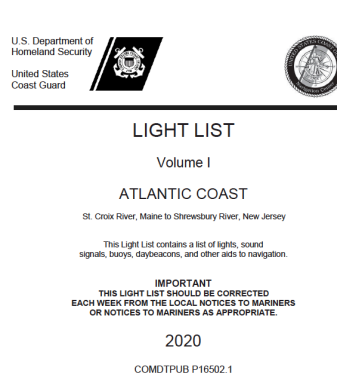 U.S. Department of
Homeland Security
United States
Coast Guard
LIGHT LIST
Volume I
ATLANTIC COAST
St. Croix River, Maine to Shrewsbury River, New Jersey
This Light List contains a list of lights, sound
signals, buoys, daybeacons, and other aids to navigation.
IMPORTANT
THIS LIGHT LIST SHOULD BE CORRECTED
EACH WEEK FROM THE LOCAL NOTICES TO MARINERS
OR NOTICES TO MARINERS AS APPROPRIATE.
2020
COMDTPUB P16502.1